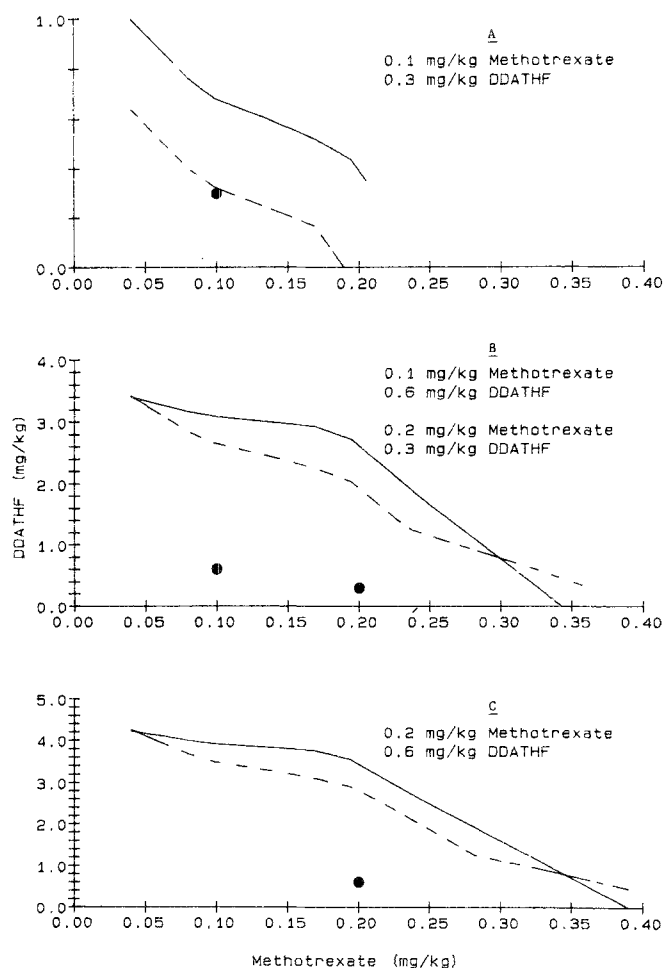 A
0.1 mg/kg Methotrexate
0.3 mg/kg DDATHF
1.0
0.0
0.00 0.05 0.10 0.15 0.20 0.25 0.30 0.35 0.40
B
0.1 mg/kg Methotrexate
0.6 mg/kg DDATHF
0.2 mg/kg Methotrexate
0.3 mg/kg DDATHF
4.0
3.0
2.0
1.0
0.0
0.00 0.05 0.10 0.15 0.20 0.25 0.30 0.35 0.40
DDATHF (mg/kg)
C
0.2 mg/kg Methotrexate
0.6 mg/kg DDATHF
5.0
4.0
3.0
2.0
1.0
0.0
0.00 0.05 0.10 0.15 0.20 0.25 0.30 0.35 0.40
Methotrexate (mg/kg)